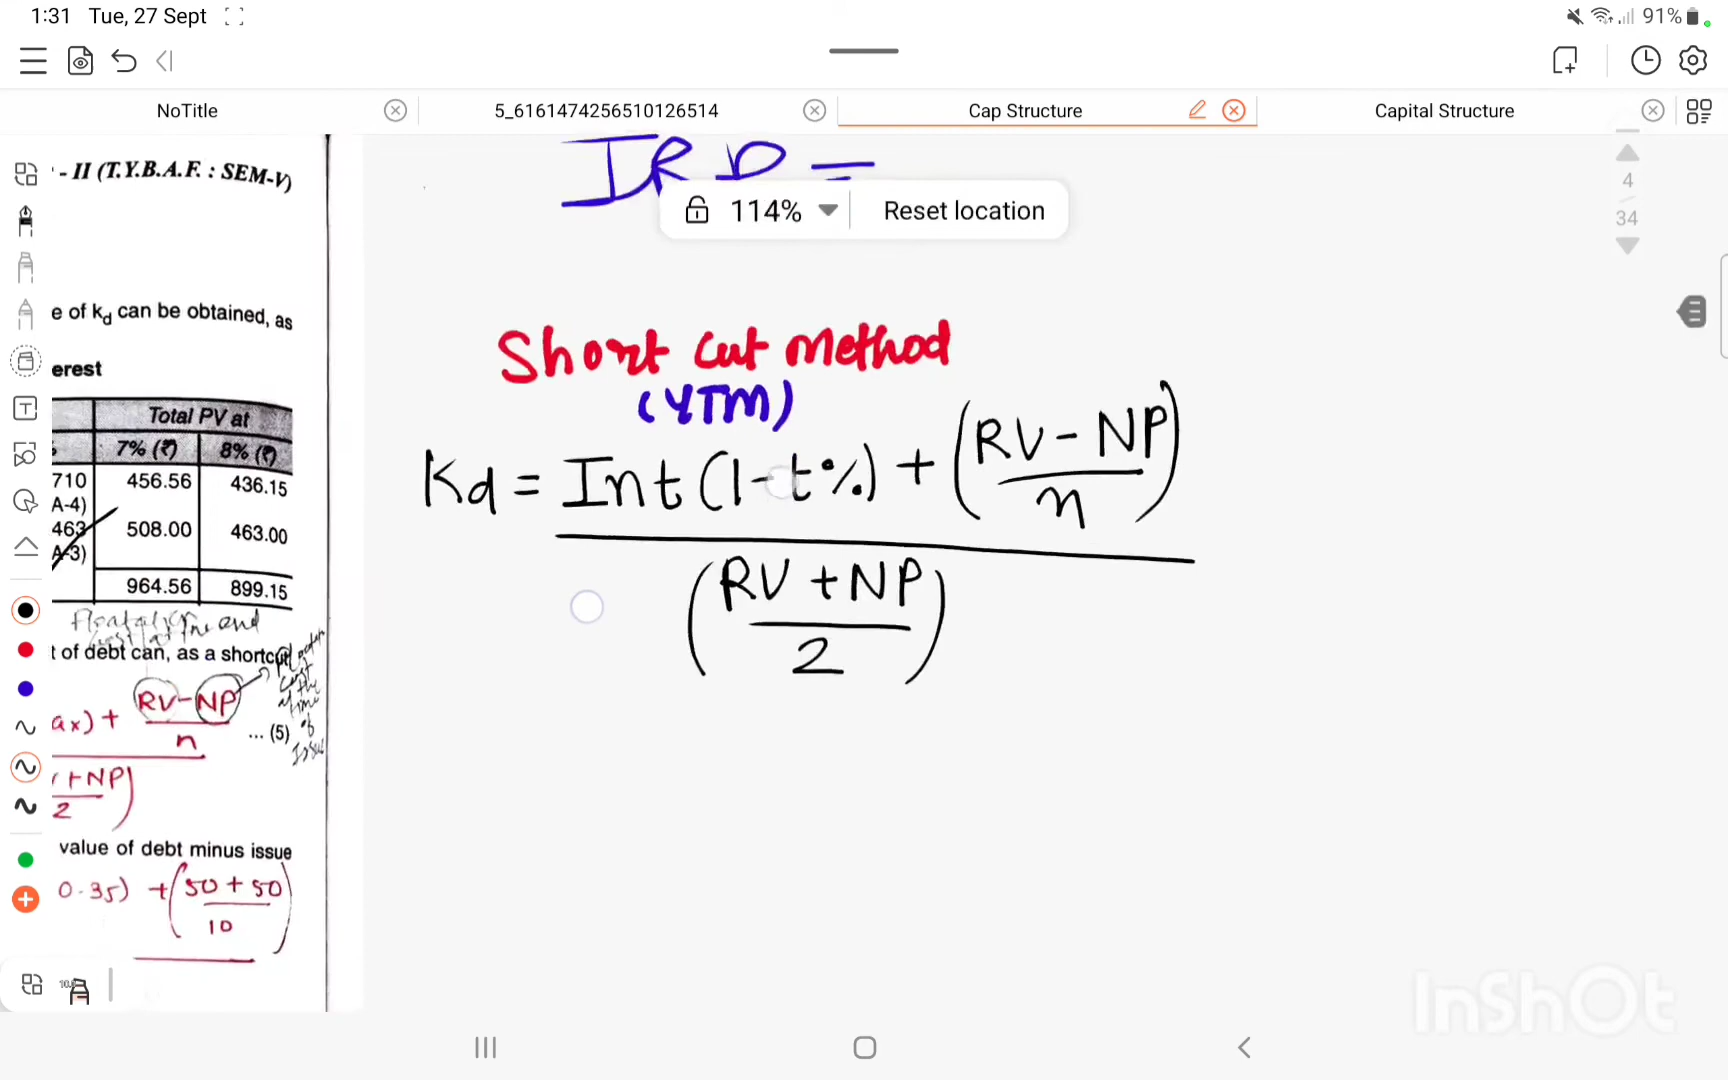 1:31 Tue, 27 Sept 91%
NoTitle 5_6161474256510126514 Cap Structure Capital Structure
- II (T.Y.B.A.F. : SEM-V)
IRD =
114% Reset location
4
34
e of kd can be obtained, as
erest
Total PV at
7% (₹) 8% (₹)
710 456.56 436.15
A-4)
463 508.00 463.00
A-3)
964.56 899.15
t of debt can, as a shortcut
ax) + RV-NP
n
... (5)
+NP)
2
value of debt minus issue
0.35) + (50 + 50
10
Short cut method
(YTM)
Kd = Int (1-t%) + (RV - NP)
n
(RV + NP)
2
InShOt